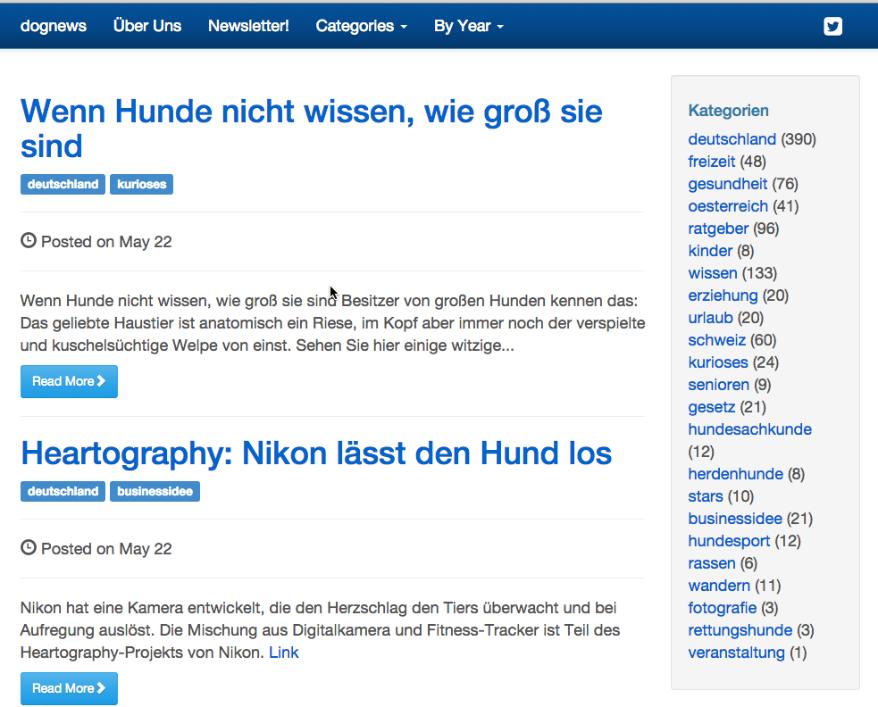 dognews Über Uns Newsletter! Categories By Year
Wenn Hunde nicht wissen, wie groß sie
sind
deutschland kurioses
Posted on May 22
Wenn Hunde nicht wissen, wie groß sie sind Besitzer von großen Hunden kennen das:
Das geliebte Haustier ist anatomisch ein Riese, im Kopf aber immer noch der verspielte
und kuschelsüchtige Welpe von einst. Sehen Sie hier einige witzige...
Read More
Heartography: Nikon lässt den Hund los
deutschland businessidee
Posted on May 22
Nikon hat eine Kamera entwickelt, die den Herzschlag den Tiers überwacht und bei
Aufregung auslöst. Die Mischung aus Digitalkamera und Fitness-Tracker ist Teil des
Heartography-Projekts von Nikon. Link
Read More
Kategorien
deutschland (390)
freizeit (48)
gesundheit (76)
oesterreich (41)
ratgeber (96)
kinder (8)
wissen (133)
erziehung (20)
urlaub (20)
schweiz (60)
kurioses (24)
senioren (9)
gesetz (21)
hundesachkunde
(12)
herdenhunde (8)
stars (10)
businessidee (21)
hundesport (12)
rassen (6)
wandern (11)
fotografie (3)
rettungshunde (3)
veranstaltung (1)